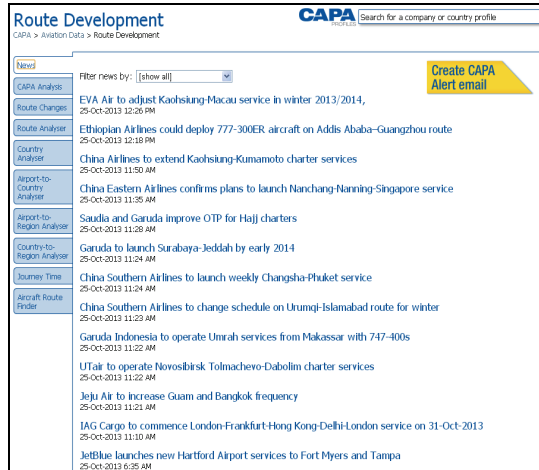 Route Development
CAPA PROFILES
Search for a company or country profile
CAPA > Aviation Data > Route Development
News
CAPA Analysis
Route Changes
Route Analyser
Country
Analyser
Airport-to-
Country
Analyser
Airport-to-
Region Analyser
Country-to-
Region Analyser
Journey Time
Aircraft Route
Finder
Filter news by: [show all]
Create CAPA
Alert email
EVA Air to adjust Kaohsiung-Macau service in winter 2013/2014,
25-Oct-2013 12:26 PM
Ethiopian Airlines could deploy 777-300ER aircraft on Addis Ababa–Guangzhou route
25-Oct-2013 12:18 PM
China Airlines to extend Kaohsiung-Kumamoto charter services
25-Oct-2013 11:50 AM
China Eastern Airlines confirms plans to launch Nanchang-Nanning-Singapore service
25-Oct-2013 11:35 AM
Saudia and Garuda improve OTP for Hajj charters
25-Oct-2013 11:28 AM
Garuda to launch Surabaya-Jeddah by early 2014
25-Oct-2013 11:24 AM
China Southern Airlines to launch weekly Changsha-Phuket service
25-Oct-2013 11:24 AM
China Southern Airlines to change schedule on Urumqi-Islamabad route for winter
25-Oct-2013 11:23 AM
Garuda Indonesia to operate Umrah services from Makassar with 747-400s
25-Oct-2013 11:22 AM
UTair to operate Novosibirsk Tolmachevo-Dabolim charter services
25-Oct-2013 11:22 AM
Jeju Air to increase Guam and Bangkok frequency
25-Oct-2013 11:21 AM
IAG Cargo to commence London-Frankfurt-Hong Kong-Delhi-London service on 31-Oct-2013
25-Oct-2013 11:10 AM
JetBlue launches new Hartford Airport services to Fort Myers and Tampa
25-Oct-2013 6:35 AM